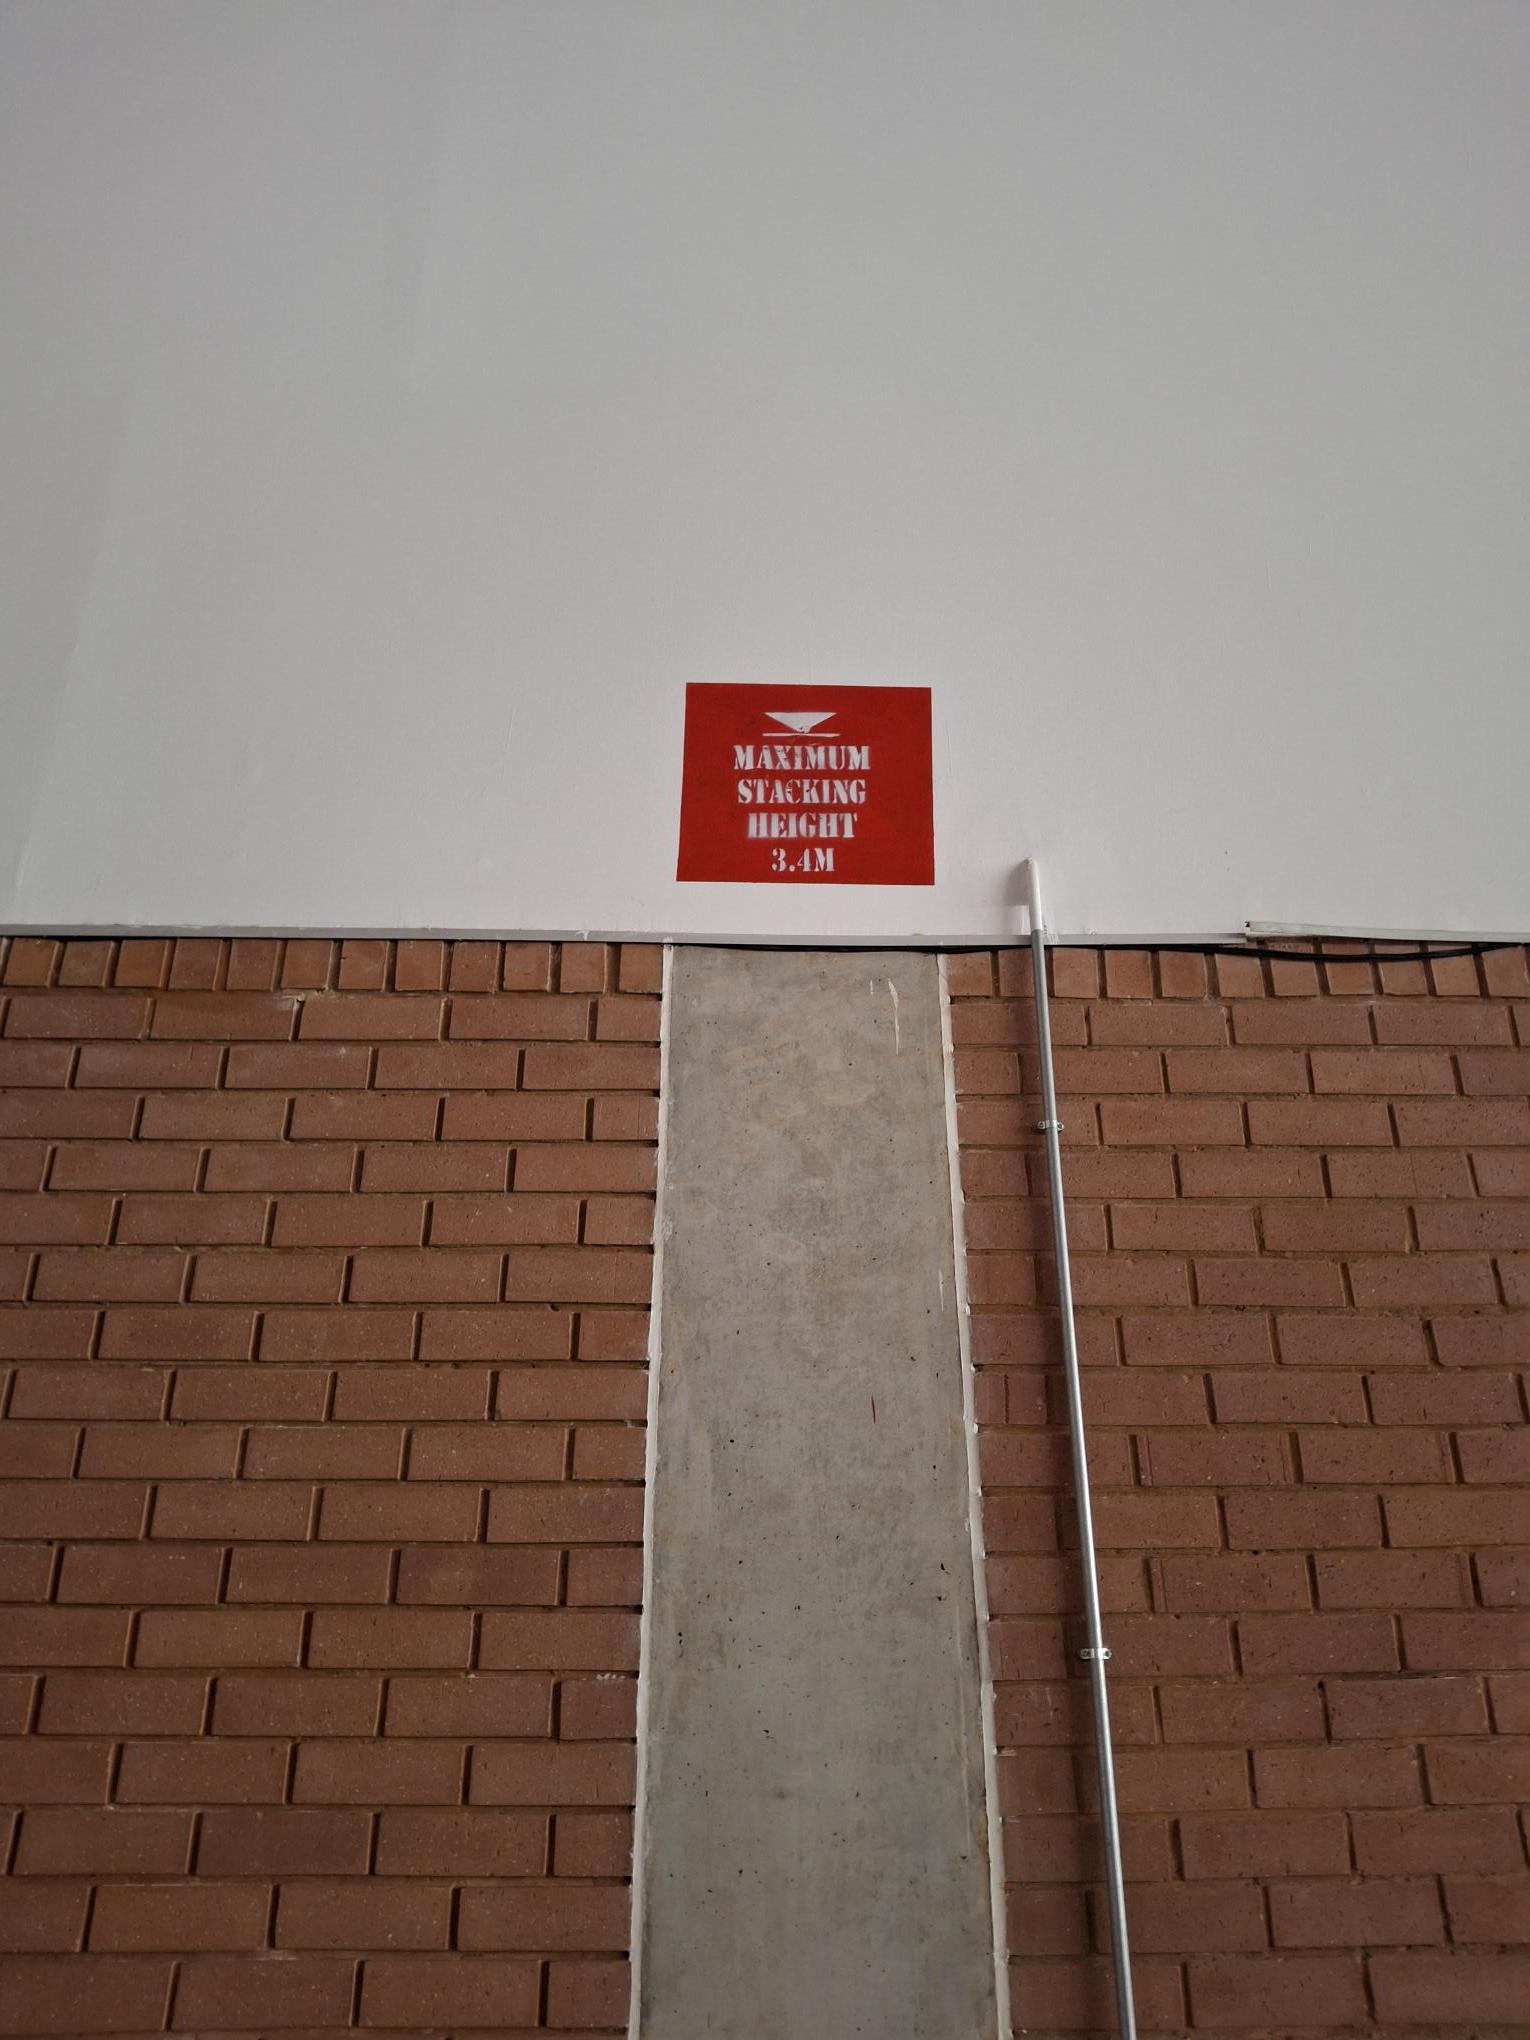 MAXIMUM
STACKING
HEIGHT
3.4M